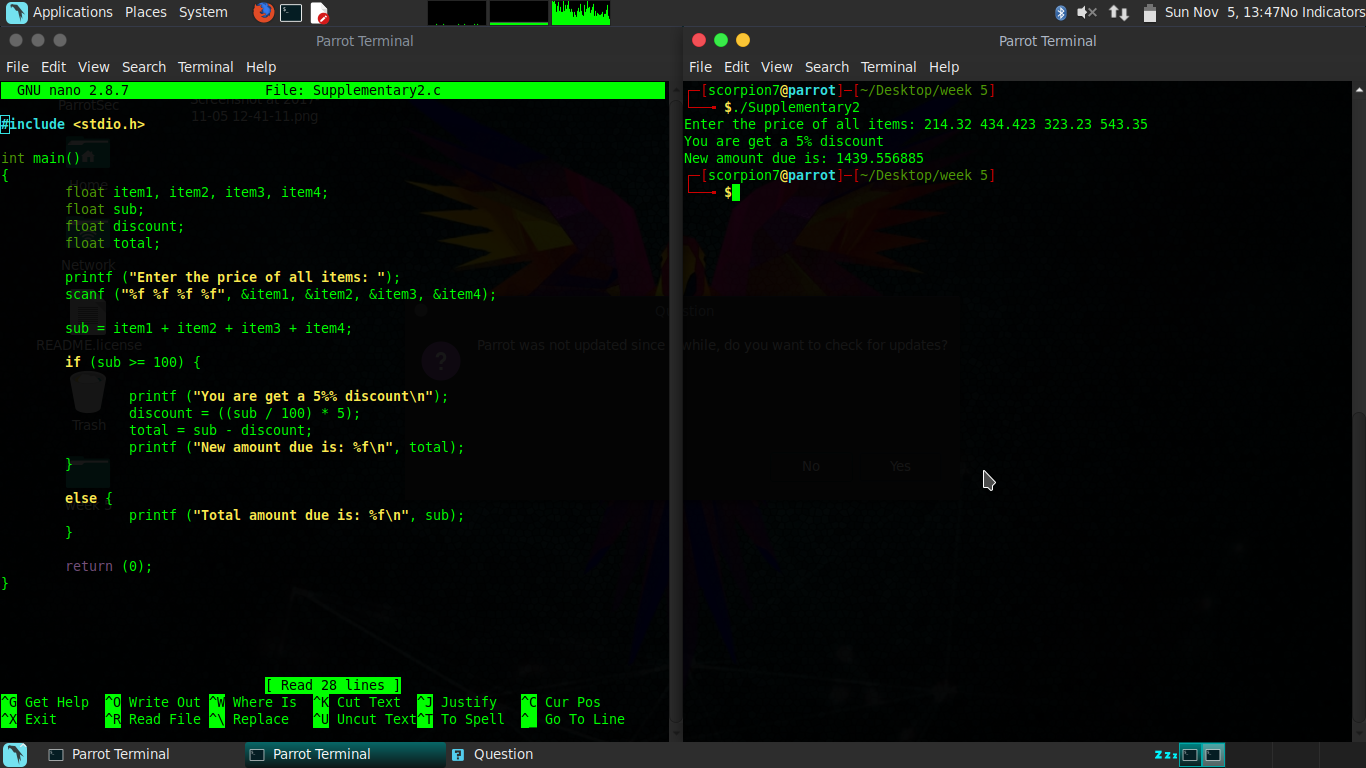 Applications Places System
Sun Nov 5, 13:47 No Indicators
Parrot Terminal
File Edit View Search Terminal Help
GNU nano 2.8.7 File: Supplementary2.c
#include <stdio.h>
int main()
{
float item1, item2, item3, item4;
float sub;
float discount;
float total;
printf ("Enter the price of all items: ");
scanf ("%f %f %f %f", &item1, &item2, &item3, &item4);
sub = item1 + item2 + item3 + item4;
if (sub >= 100) {
printf ("You are get a 5%% discount\n");
discount = ((sub / 100) * 5);
total = sub - discount;
printf ("New amount due is: %f\n", total);
}
else {
printf ("Total amount due is: %f\n", sub);
}
return (0);
}
[ Read 28 lines ]
^G Get Help ^O Write Out ^W Where Is ^K Cut Text ^J Justify ^C Cur Pos
^X Exit ^R Read File ^\ Replace ^U Uncut Text ^T To Spell ^_ Go To Line
ParrotSec
Screenshot at 2017-
11-05 12-41-11.png
Network
README.license
Trash
Parrot Terminal
File Edit View Search Terminal Help
[scorpion7@parrot]─[~/Desktop/week 5]
$./Supplementary2
Enter the price of all items: 214.32 434.423 323.23 543.35
You are get a 5% discount
New amount due is: 1439.556885
[scorpion7@parrot]─[~/Desktop/week 5]
$
Question
Parrot was not updated since a while, do you want to check for updates?
No Yes
Parrot Terminal
Parrot Terminal
Question
zzz